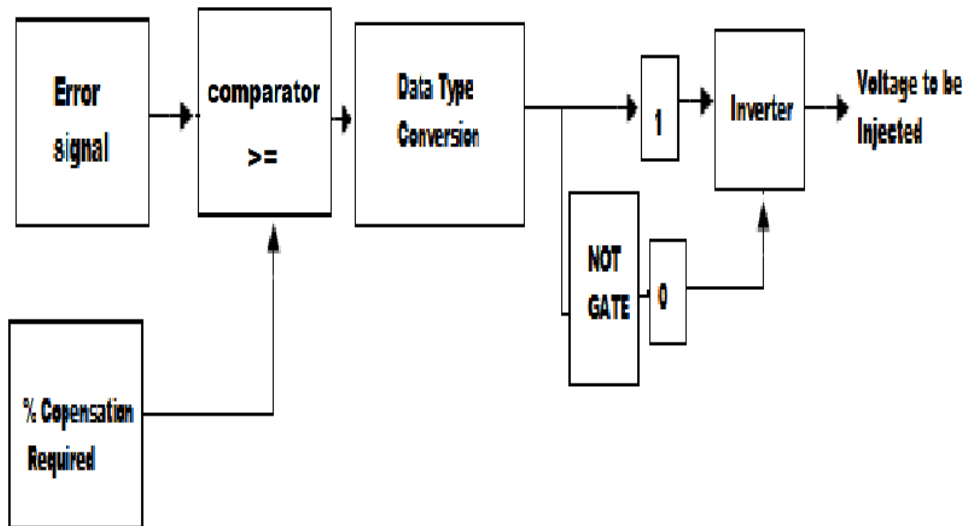 Error
signal
comparator
>=
Data Type
Conversion
1
Inverter
Voltage to be
Injected
NOT
GATE
0
% Copensation
Required